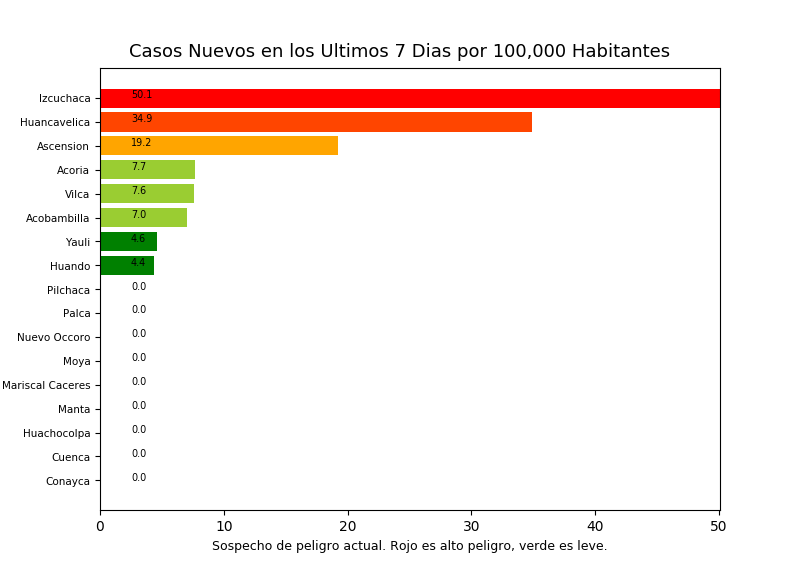 Casos Nuevos en los Ultimos 7 Dias por 100,000 Habitantes
Izcuchaca 50.1
Huancavelica 34.9
Ascension 19.2
Acoria 7.7
Vilca 7.6
Acobambilla 7.0
Yauli 4.6
Huando 4.4
Pilchaca 0.0
Palca 0.0
Nuevo Occoro 0.0
Moya 0.0
Mariscal Caceres 0.0
Manta 0.0
Huachocolpa 0.0
Cuenca 0.0
Conayca 0.0
0 10 20 30 40 50
Sospecho de peligro actual. Rojo es alto peligro, verde es leve.